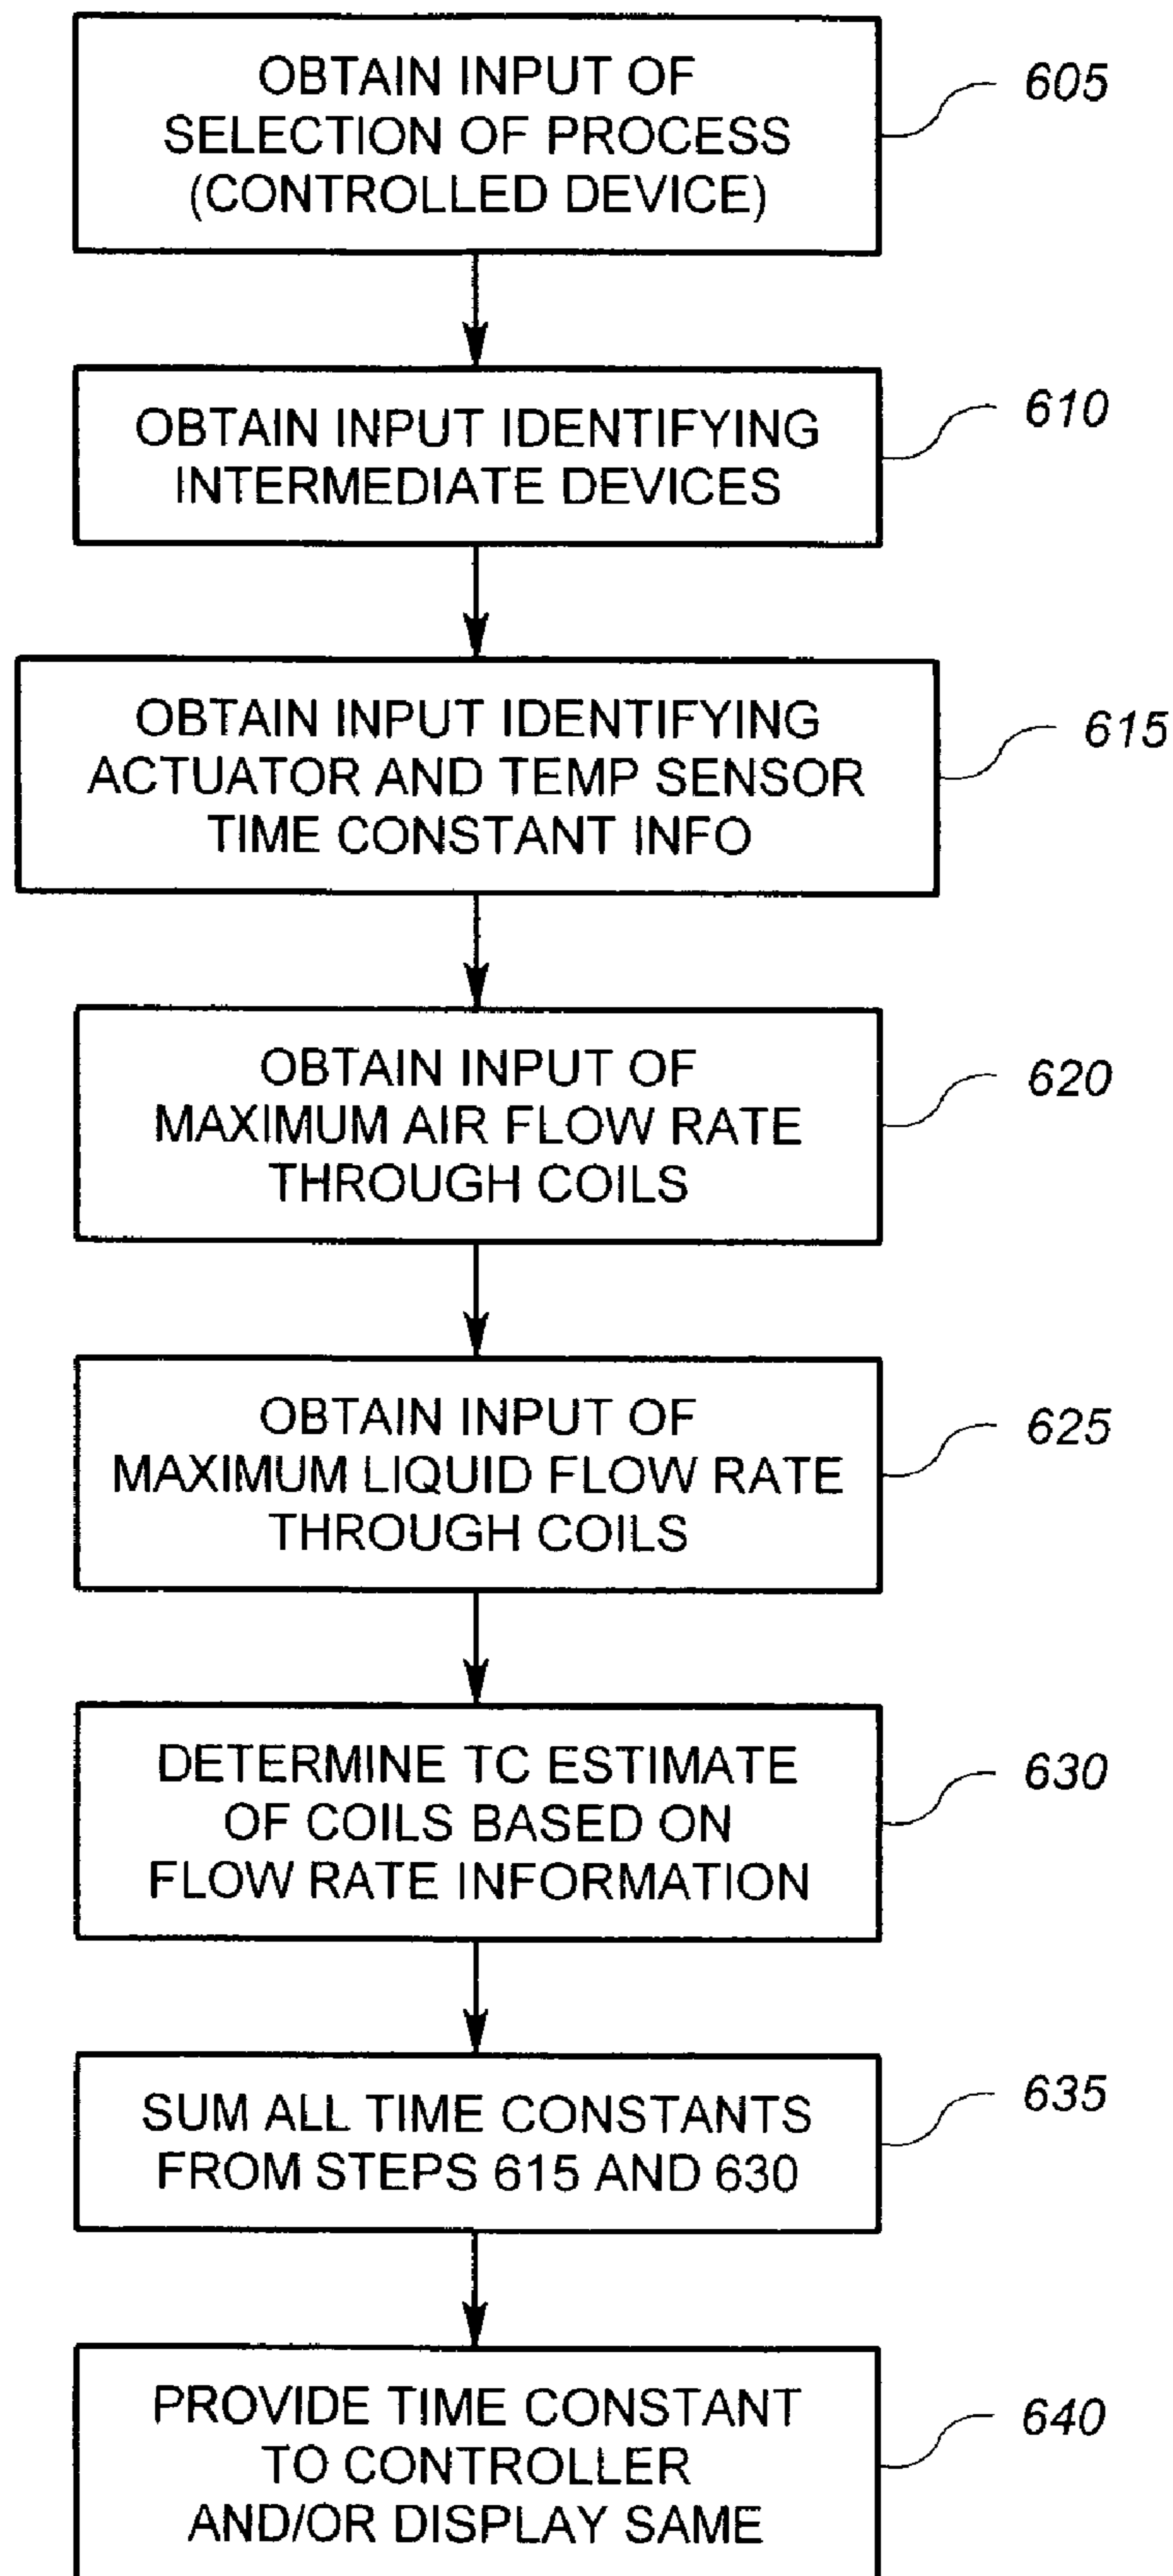 OBTAIN INPUT OF
SELECTION OF PROCESS
(CONTROLLED DEVICE)
605
OBTAIN INPUT IDENTIFYING
INTERMEDIATE DEVICES
610
OBTAIN INPUT IDENTIFYING
ACTUATOR AND TEMP SENSOR
TIME CONSTANT INFO
615
OBTAIN INPUT OF
MAXIMUM AIR FLOW RATE
THROUGH COILS
620
OBTAIN INPUT OF
MAXIMUM LIQUID FLOW RATE
THROUGH COILS
625
DETERMINE TC ESTIMATE
OF COILS BASED ON
FLOW RATE INFORMATION
630
SUM ALL TIME CONSTANTS
FROM STEPS 615 AND 630
635
PROVIDE TIME CONSTANT
TO CONTROLLER
AND/OR DISPLAY SAME
640